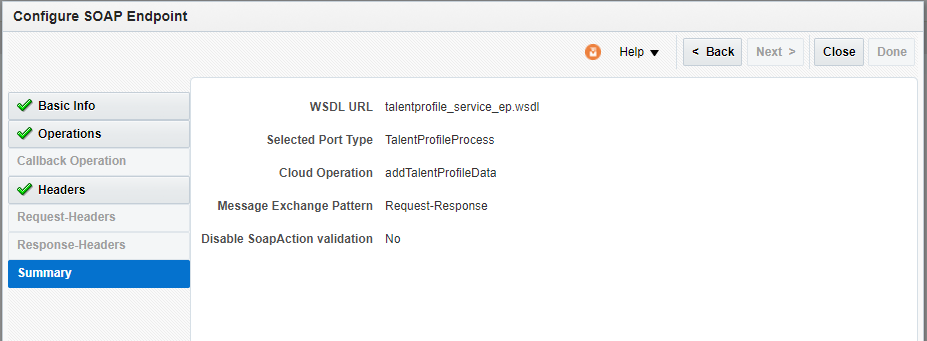 Configure SOAP Endpoint
Help
< Back
Next >
Close
Done
Basic Info
Operations
Callback Operation
Headers
Request-Headers
Response-Headers
Summary
WSDL URL talentprofile_service_ep.wsdl
Selected Port Type TalentProfileProcess
Cloud Operation addTalentProfileData
Message Exchange Pattern Request-Response
Disable SoapAction validation No